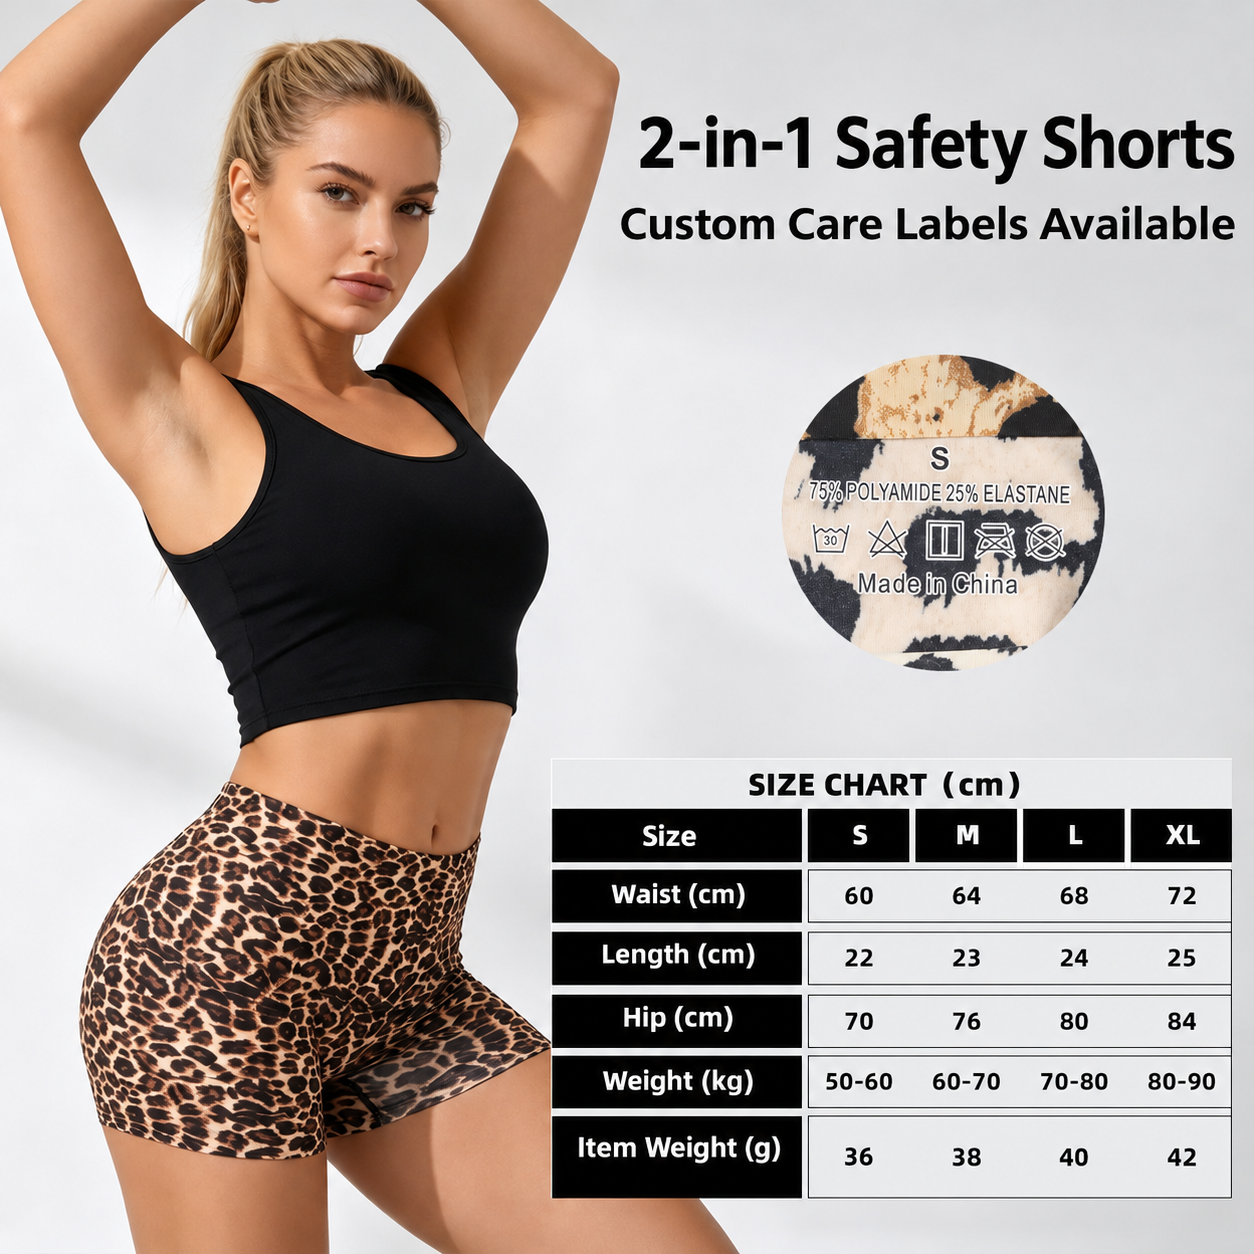 2-in-1 Safety Shorts
Custom Care Labels Available
S
75% POLYAMIDE 25% ELASTANE
30
Made in China
SIZE CHART（cm）
Size S M L XL
Waist (cm) 60 64 68 72
Length (cm) 22 23 24 25
Hip (cm) 70 76 80 84
Weight (kg) 50-60 60-70 70-80 80-90
Item Weight (g) 36 38 40 42